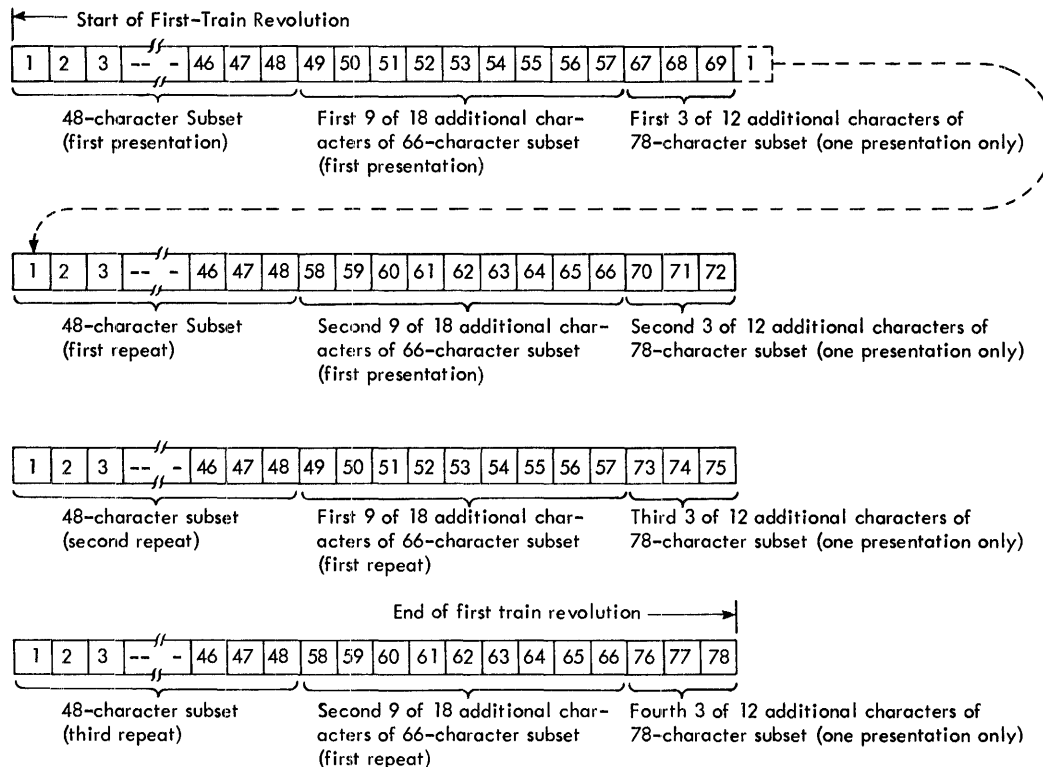 Start of First-Train Revolution
1 2 3 -- - 46 47 48 49 50 51 52 53 54 55 56 57 67 68 69 1
48-character Subset
(first presentation)
First 9 of 18 additional char-
acters of 66-character subset
(first presentation)
First 3 of 12 additional characters of
78-character subset (one presentation only)
1 2 3 -- - 46 47 48 58 59 60 61 62 63 64 65 66 70 71 72
48-character Subset
(first repeat)
Second 9 of 18 additional char-
acters of 66-character subset
(first presentation)
Second 3 of 12 additional characters of
78-character subset (one presentation only)
1 2 3 -- - 46 47 48 49 50 51 52 53 54 55 56 57 73 74 75
48-character subset
(second repeat)
First 9 of 18 additional char-
acters of 66-character subset
(first repeat)
Third 3 of 12 additional characters of
78-character subset (one presentation only)
End of first train revolution
1 2 3 -- - 46 47 48 58 59 60 61 62 63 64 65 66 76 77 78
48-character subset
(third repeat)
Second 9 of 18 additional char-
acters of 66-character subset
(first repeat)
Fourth 3 of 12 additional characters of
78-character subset (one presentation only)